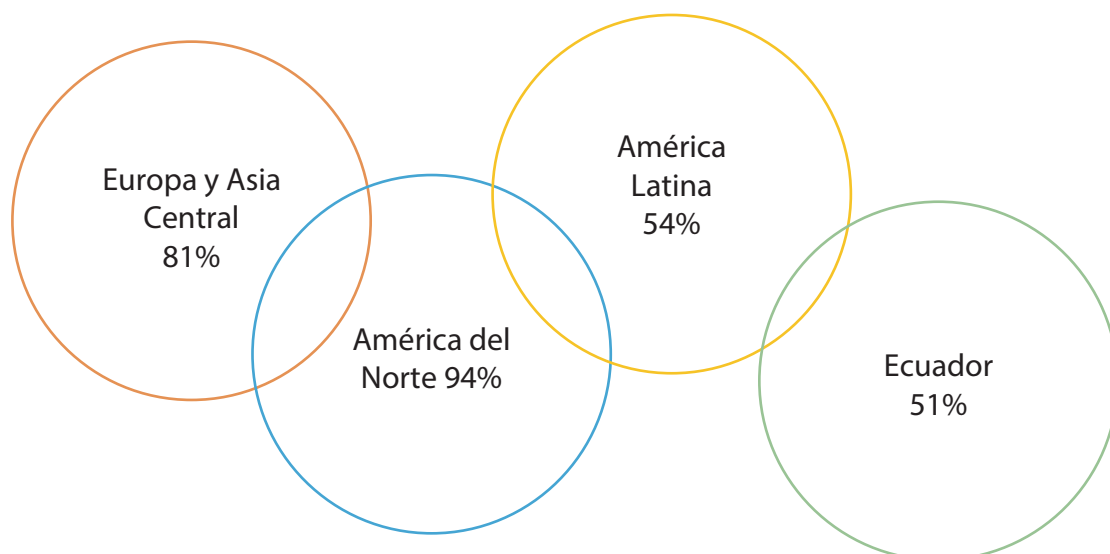 Europa y Asia
Central
81%
América del
Norte 94%
América
Latina
54%
Ecuador
51%